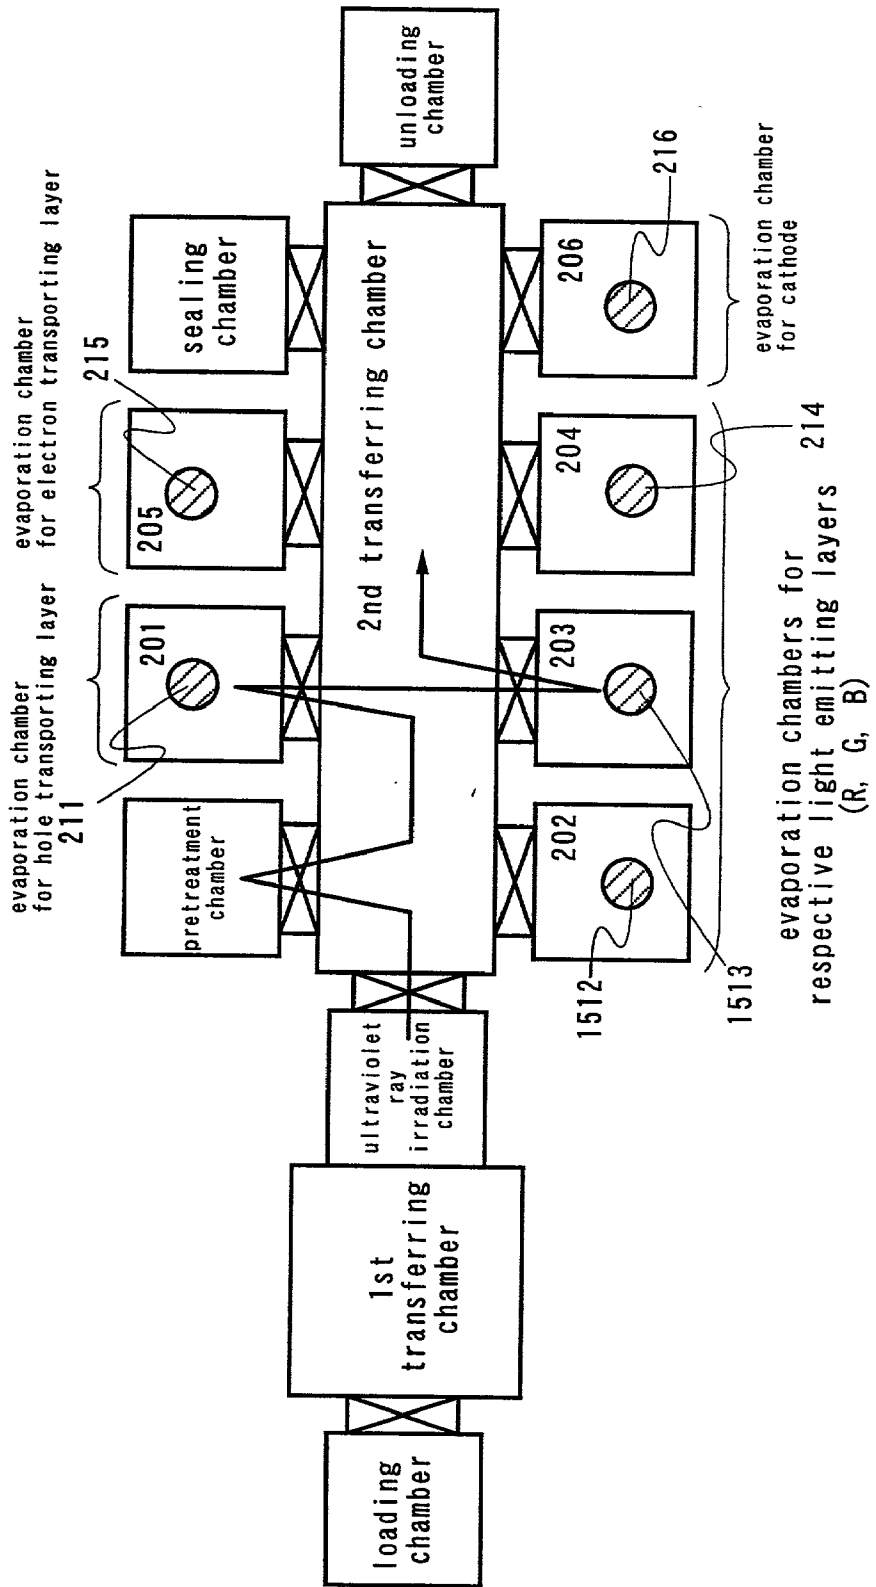 evaporation chamber
for hole transporting layer
211
evaporation chamber
for electron transporting layer
215
pretreatment
chamber
201
205
sealing
chamber
loading
chamber
1st
transferring
chamber
ultraviolet
ray
irradiation
chamber
2nd transferring chamber
unloading
chamber
202
203
204
206
1512
1513
214
216
evaporation chambers for
respective light emitting layers
(R, G, B)
evaporation chamber
for cathode